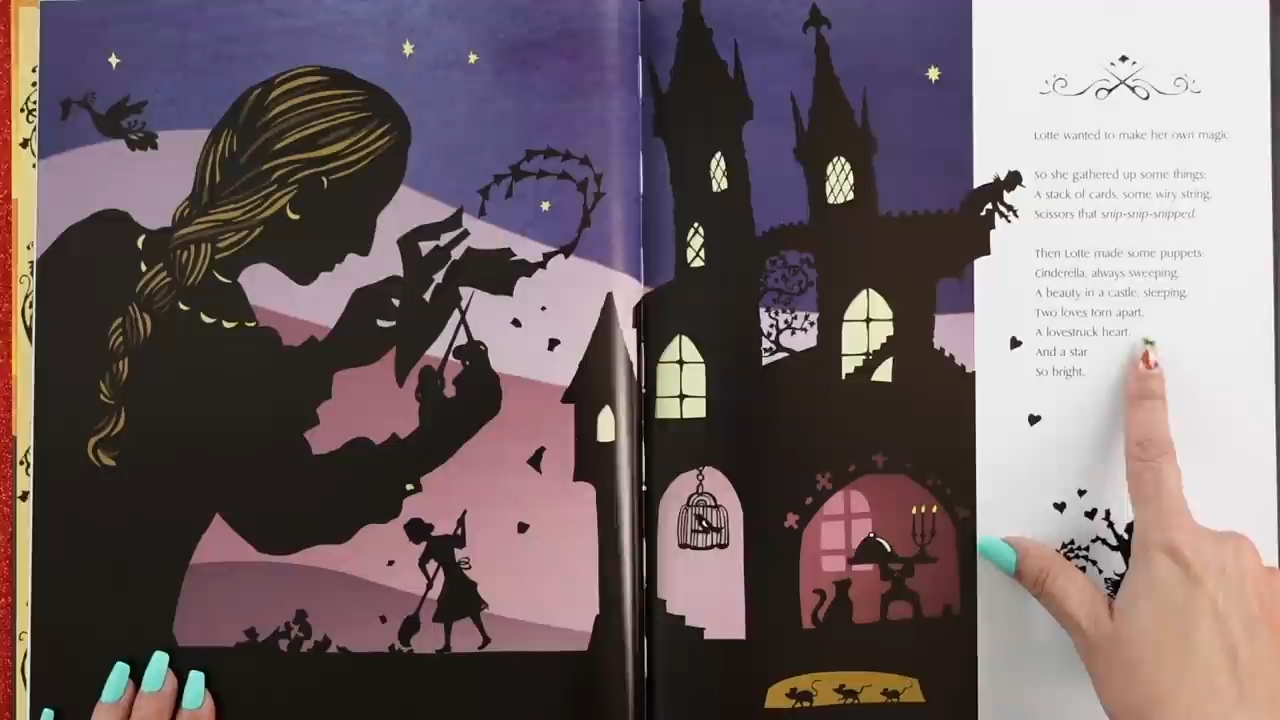 Lotte wanted to make her own magic.
So she gathered up some things:
A stack of cards, some wiry string,
Scissors that snip-snip-snipped.
Then Lotte made some puppets:
Cinderella, always sweeping,
A beauty in a castle, sleeping,
Two loves torn apart,
A lovestruck heart,
And a star
So bright.